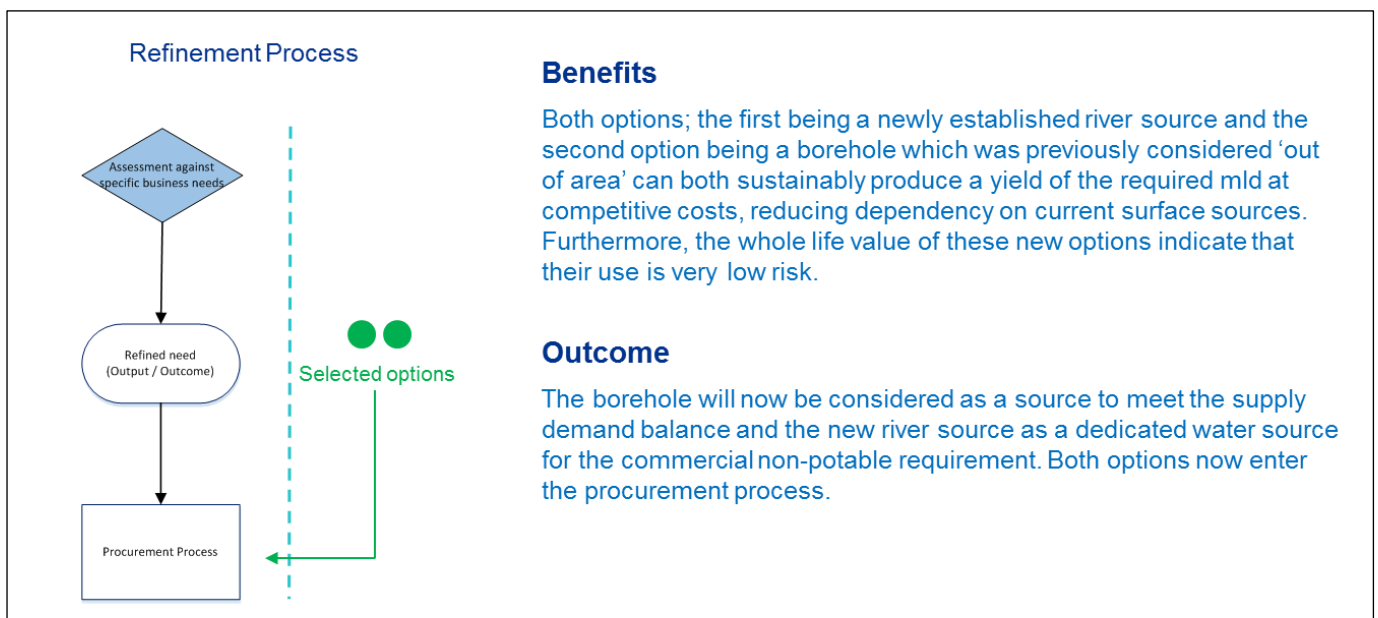 Refinement Process
Assessment against
specific business needs
Refined need
(Output / Outcome)
Selected options
Procurement Process
Benefits
Both options; the first being a newly established river source and the
second option being a borehole which was previously considered ‘out
of area’ can both sustainably produce a yield of the required mld at
competitive costs, reducing dependency on current surface sources.
Furthermore, the whole life value of these new options indicate that
their use is very low risk.
Outcome
The borehole will now be considered as a source to meet the supply
demand balance and the new river source as a dedicated water source
for the commercial non-potable requirement. Both options now enter
the procurement process.